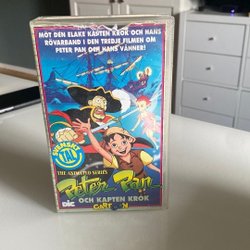 MÖT DEN ELAKE KAPTEN KROK OCH HANS
RÖVARBAND I DEN TREDJE FILMEN OM
PETER PAN OCH HANS VÄNNER!
SVENSKT
TAL
THE ANIMATED SERIES
Peter Pan
OCH KAPTEN KROK
DIC
CARTOON